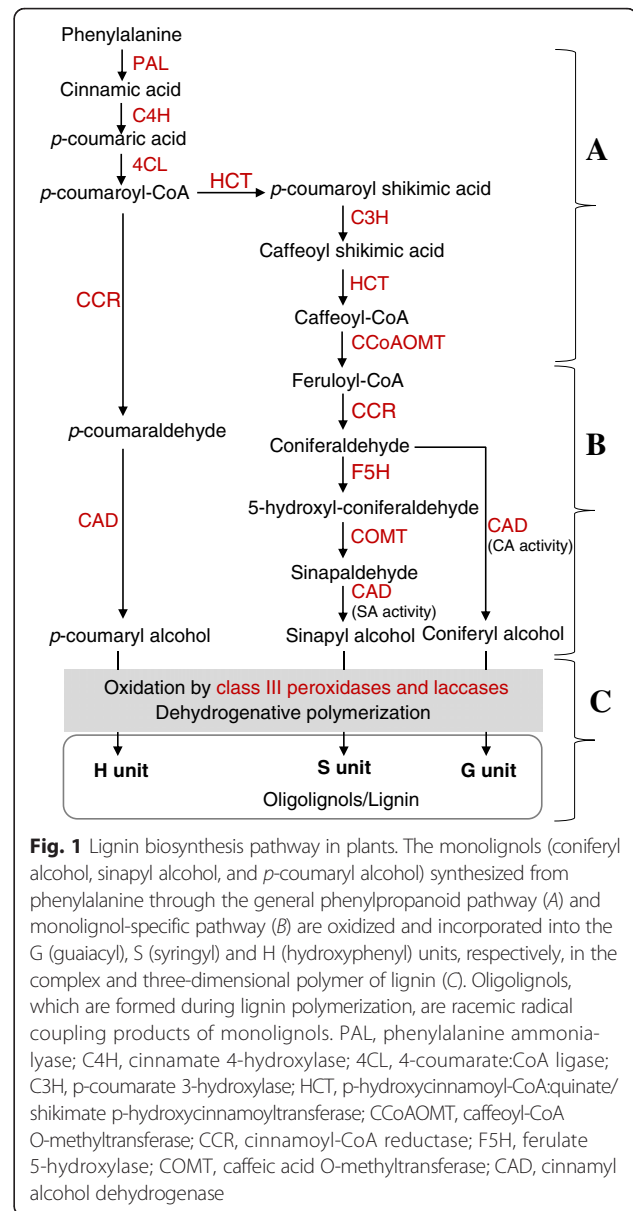 Phenylalanine
PAL
Cinnamic acid
C4H
p-coumaric acid
4CL
p-coumaroyl-CoA
HCT
p-coumaroyl shikimic acid
A
C3H
Caffeoyl shikimic acid
HCT
CCR
Caffeoyl-CoA
CCoAOMT
Feruloyl-CoA
CCR
p-coumaraldehyde
Coniferaldehyde
B
F5H
5-hydroxyl-coniferaldehyde
CAD
COMT
CAD
(CA activity)
Sinapaldehyde
CAD
(SA activity)
p-coumaryl alcohol
Sinapyl alcohol
Coniferyl alcohol
Oxidation by class III peroxidases and laccases
Dehydrogenative polymerization
C
H unit
S unit
G unit
Oligolignols/Lignin
Fig. 1 Lignin biosynthesis pathway in plants. The monolignols (coniferyl
alcohol, sinapyl alcohol, and p-coumaryl alcohol) synthesized from
phenylalanine through the general phenylpropanoid pathway (A) and
monolignol-specific pathway (B) are oxidized and incorporated into the
G (guaiacyl), S (syringyl) and H (hydroxyphenyl) units, respectively, in the
complex and three-dimensional polymer of lignin (C). Oligolignols,
which are formed during lignin polymerization, are racemic radical
coupling products of monolignols. PAL, phenylalanine ammonia-
lyase; C4H, cinnamate 4-hydroxylase; 4CL, 4-coumarate:CoA ligase;
C3H, p-coumarate 3-hydroxylase; HCT, p-hydroxycinnamoyl-CoA:quinate/
shikimate p-hydroxycinnamoyltransferase; CCoAOMT, caffeoyl-CoA
O-methyltransferase; CCR, cinnamoyl-CoA reductase; F5H, ferulate
5-hydroxylase; COMT, caffeic acid O-methyltransferase; CAD, cinnamyl
alcohol dehydrogenase